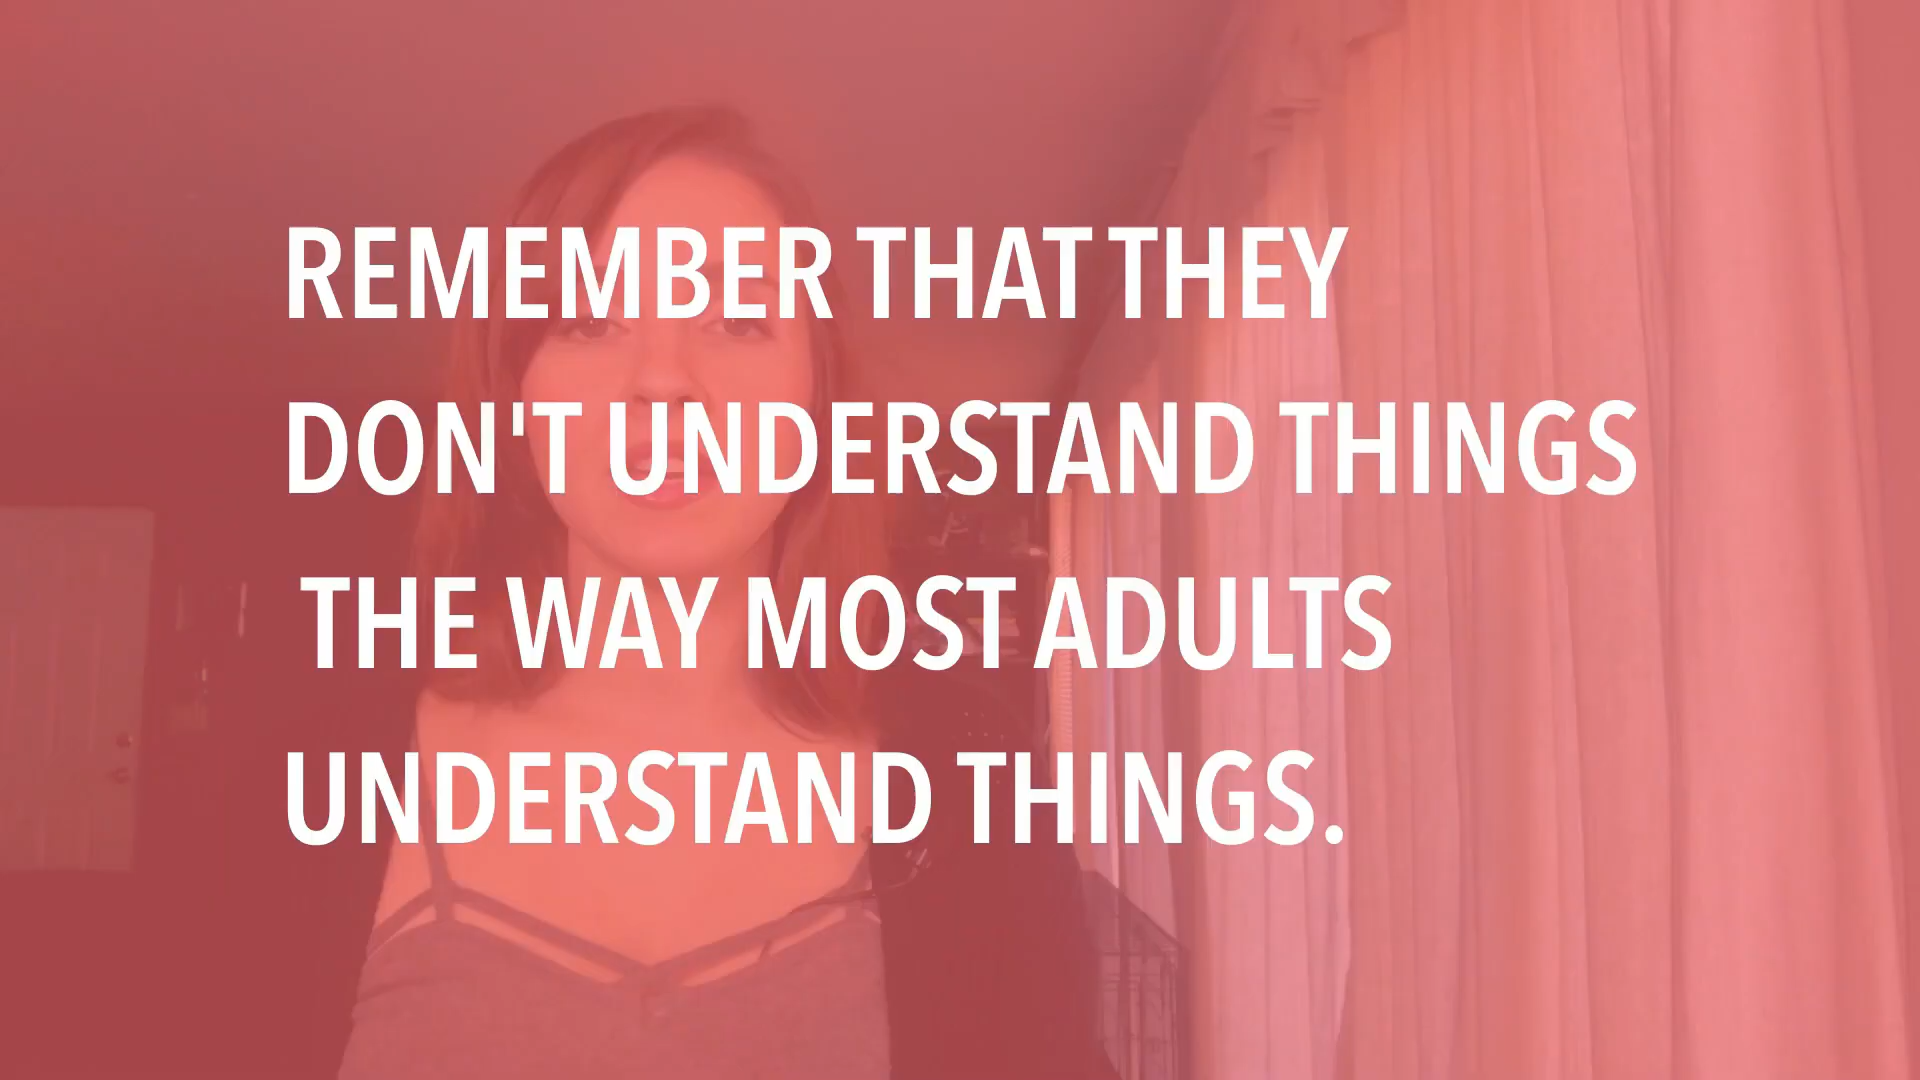 REMEMBER THAT THEY
DON'T UNDERSTAND THINGS
THE WAY MOST ADULTS
UNDERSTAND THINGS.